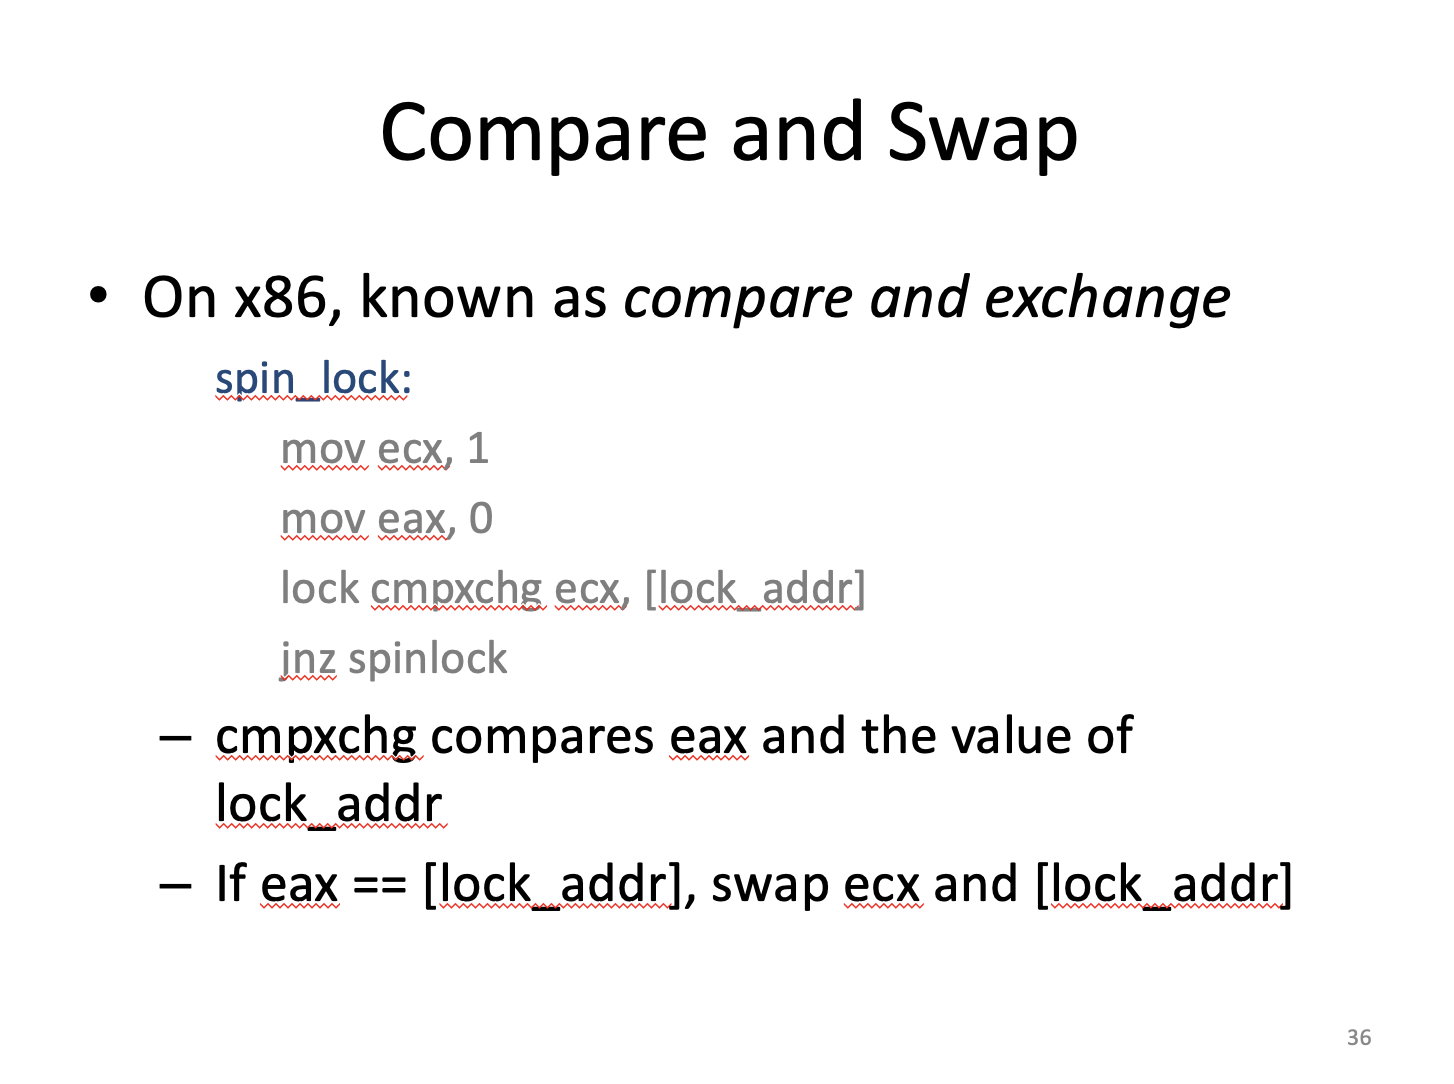 Compare and Swap
• On x86, known as compare and exchange
spin_lock:
mov ecx, 1
mov eax, 0
lock cmpxchg ecx, [lock_addr]
jnz spinlock
– cmpxchg compares eax and the value of
lock_addr
– If eax == [lock_addr], swap ecx and [lock_addr]
36